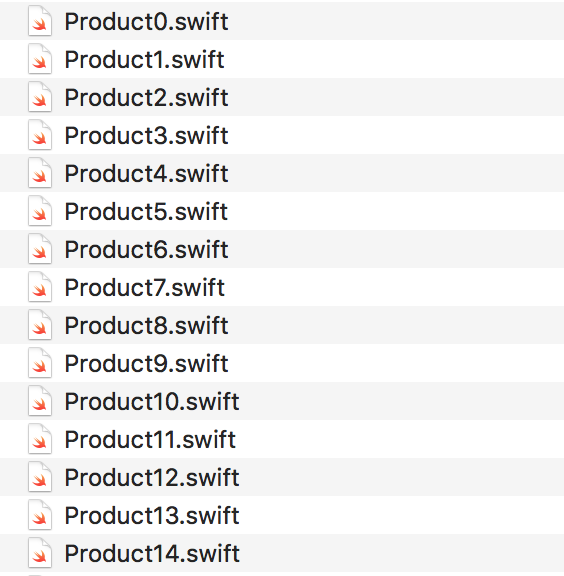 Product0.swift
Product1.swift
Product2.swift
Product3.swift
Product4.swift
Product5.swift
Product6.swift
Product7.swift
Product8.swift
Product9.swift
Product10.swift
Product11.swift
Product12.swift
Product13.swift
Product14.swift